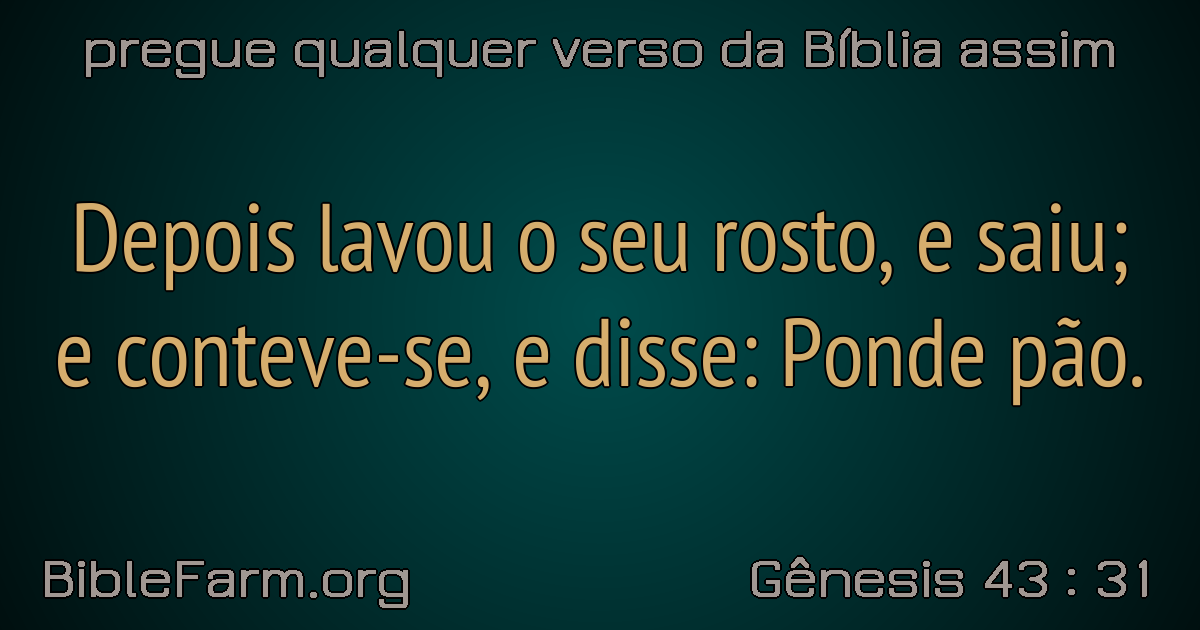 pregue qualquer verso da Bíblia assim
Depois lavou o seu rosto, e saiu;
e conteve-se, e disse: Ponde pão.
BibleFarm.org
Gênesis 43 : 31